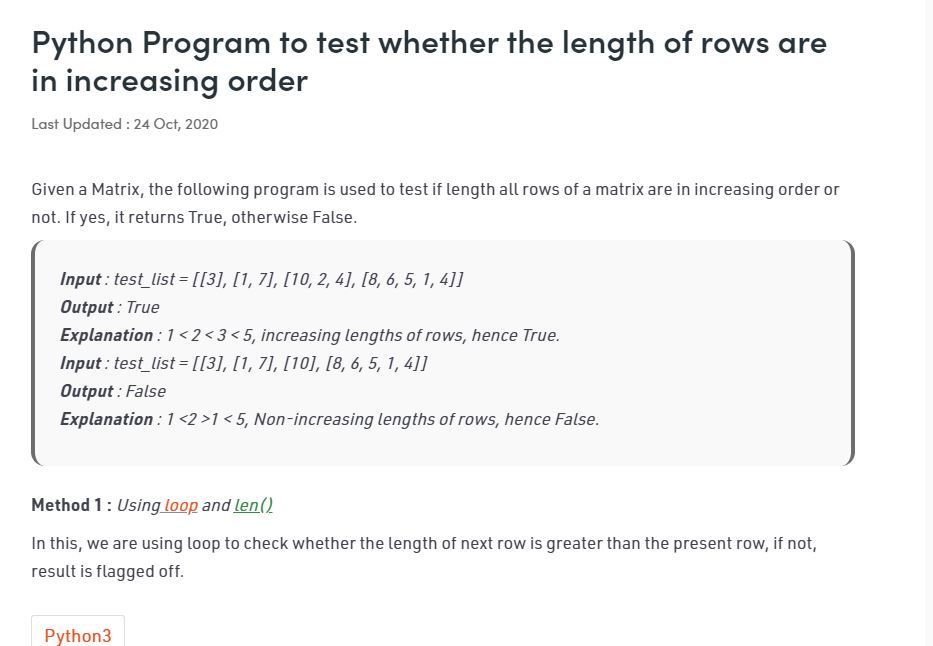 Python Program to test whether the length of rows are
in increasing order
Last Updated : 24 Oct, 2020
Given a Matrix, the following program is used to test if length all rows of a matrix are in increasing order or
not. If yes, it returns True, otherwise False.
Input : test_list = [[3], [1, 7], [10, 2, 4], [8, 6, 5, 1, 4]]
Output : True
Explanation : 1 < 2 < 3 < 5, increasing lengths of rows, hence True.
Input : test_list = [[3], [1, 7], [10], [8, 6, 5, 1, 4]]
Output : False
Explanation : 1 <2 >1 < 5, Non-increasing lengths of rows, hence False.
Method 1 : Using loop and len()
In this, we are using loop to check whether the length of next row is greater than the present row, if not,
result is flagged off.
Python3